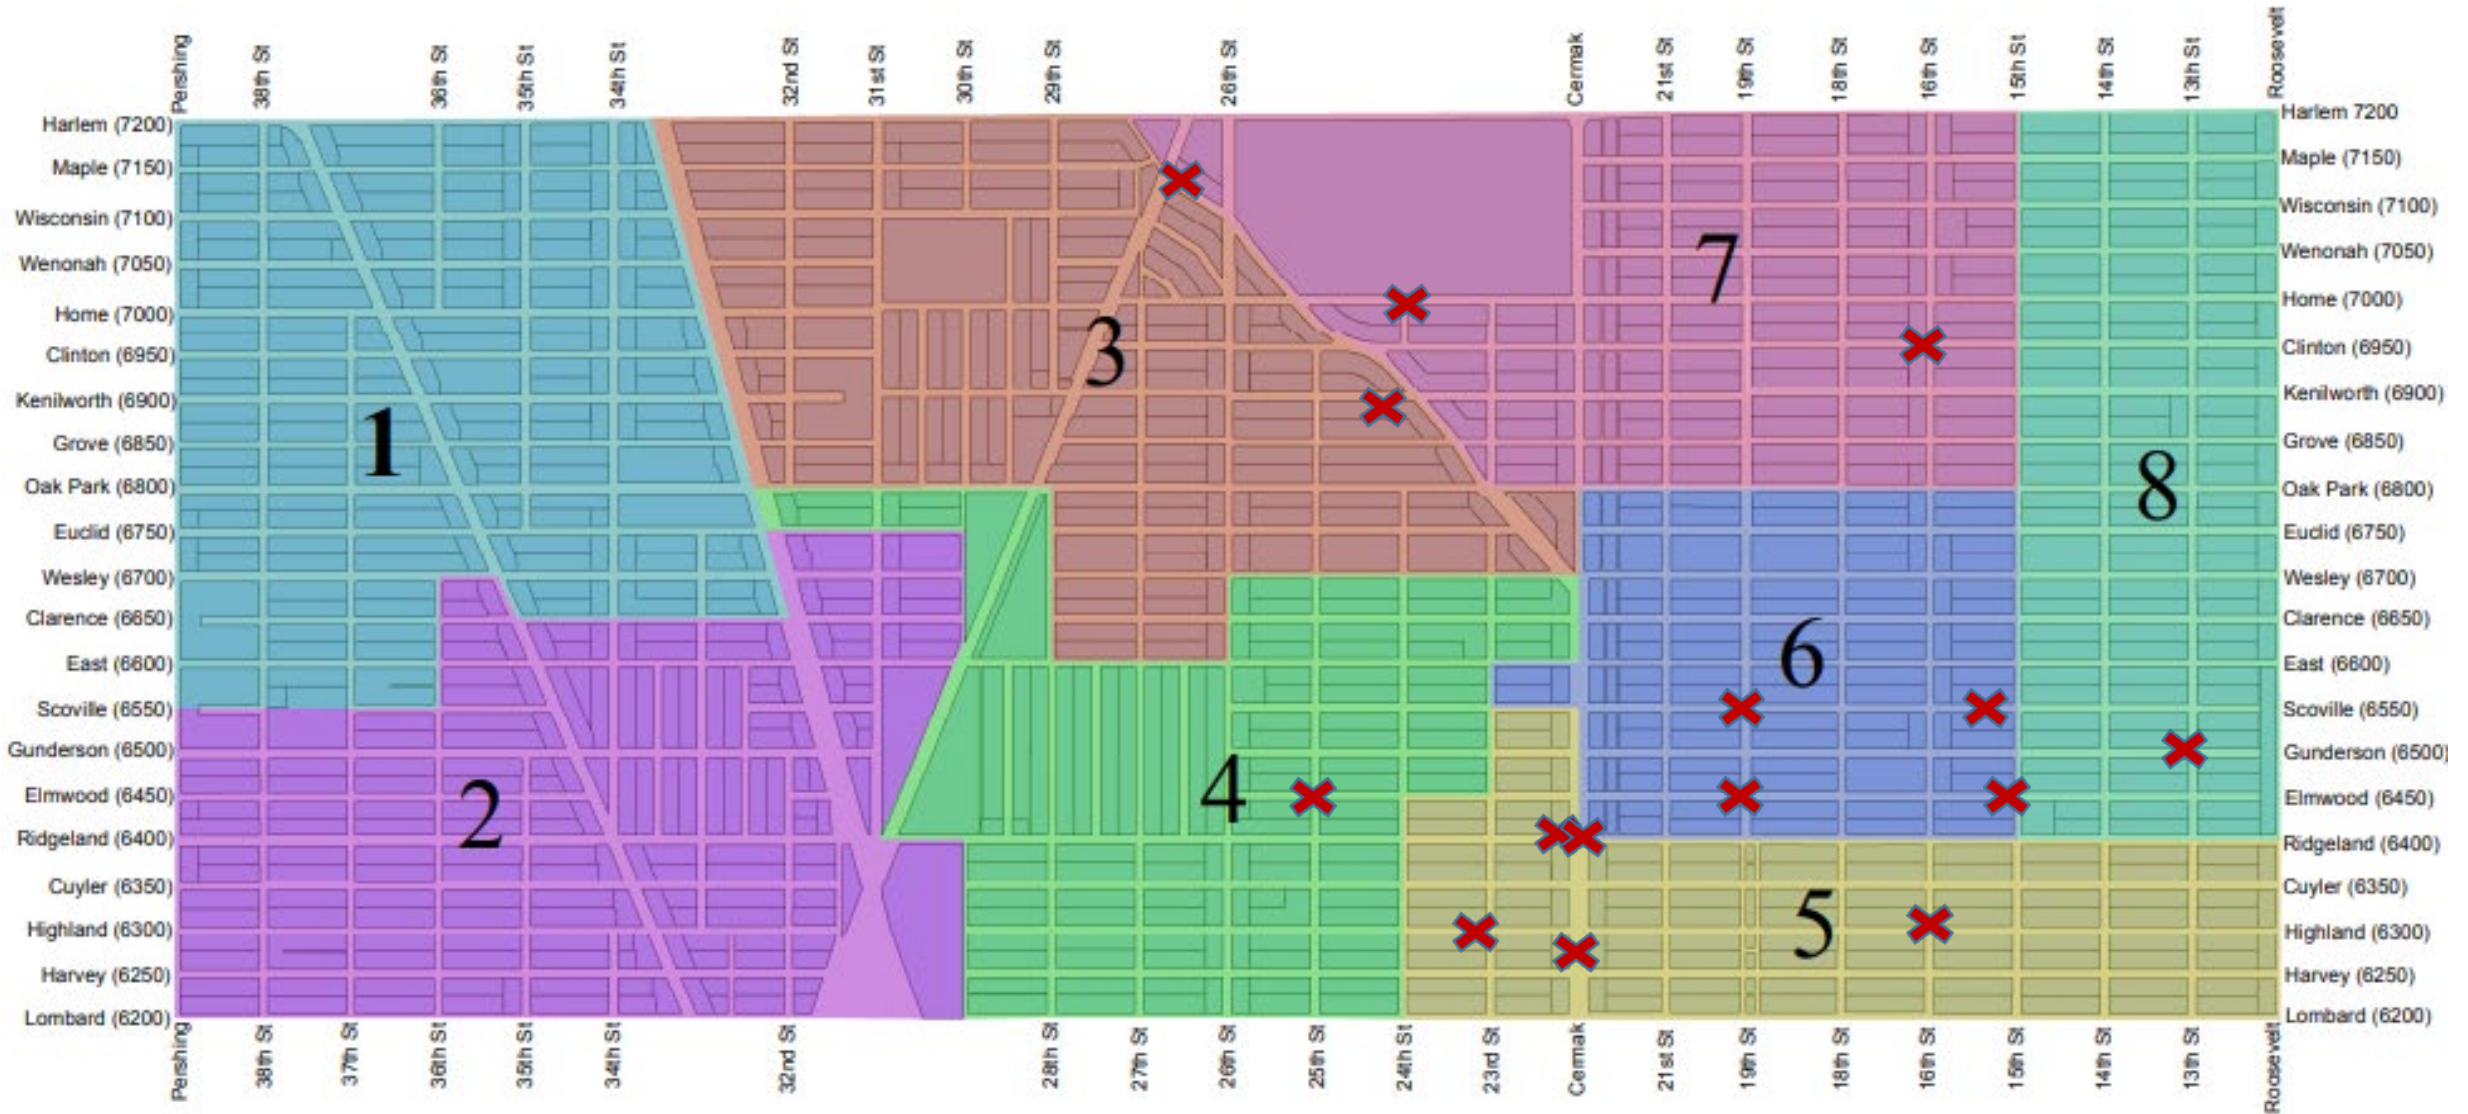 Pershing
38th St
36th St
35th St
34th St
32nd St
31st St
30th St
29th St
26th St
Cermak
21st St
19th St
18th St
16th St
15th St
14th St
13th St
Roosevelt
Harlem (7200)
Maple (7150)
Wisconsin (7100)
Wenonah (7050)
Home (7000)
Clinton (6950)
Kenilworth (6900)
Grove (6850)
Oak Park (6800)
Euclid (6750)
Wesley (6700)
Clarence (6650)
East (6600)
Scoville (6550)
Gunderson (6500)
Elmwood (6450)
Ridgeland (6400)
Cuyler (6350)
Highland (6300)
Harvey (6250)
Lombard (6200)
1
2
3
4
5
6
7
8
Harlem 7200
Maple (7150)
Wisconsin (7100)
Wenonah (7050)
Home (7000)
Clinton (6950)
Kenilworth (6900)
Grove (6850)
Oak Park (6800)
Euclid (6750)
Wesley (6700)
Clarence (6650)
East (6600)
Scoville (6550)
Gunderson (6500)
Elmwood (6450)
Ridgeland (6400)
Cuyler (6350)
Highland (6300)
Harvey (6250)
Lombard (6200)
Pershing
38th St
37th St
36th St
35th St
34th St
32nd St
28th St
27th St
26th St
25th St
24th St
23rd St
Cermak
21st St
19th St
18th St
16th St
15th St
14th St
13th St
Roosevelt